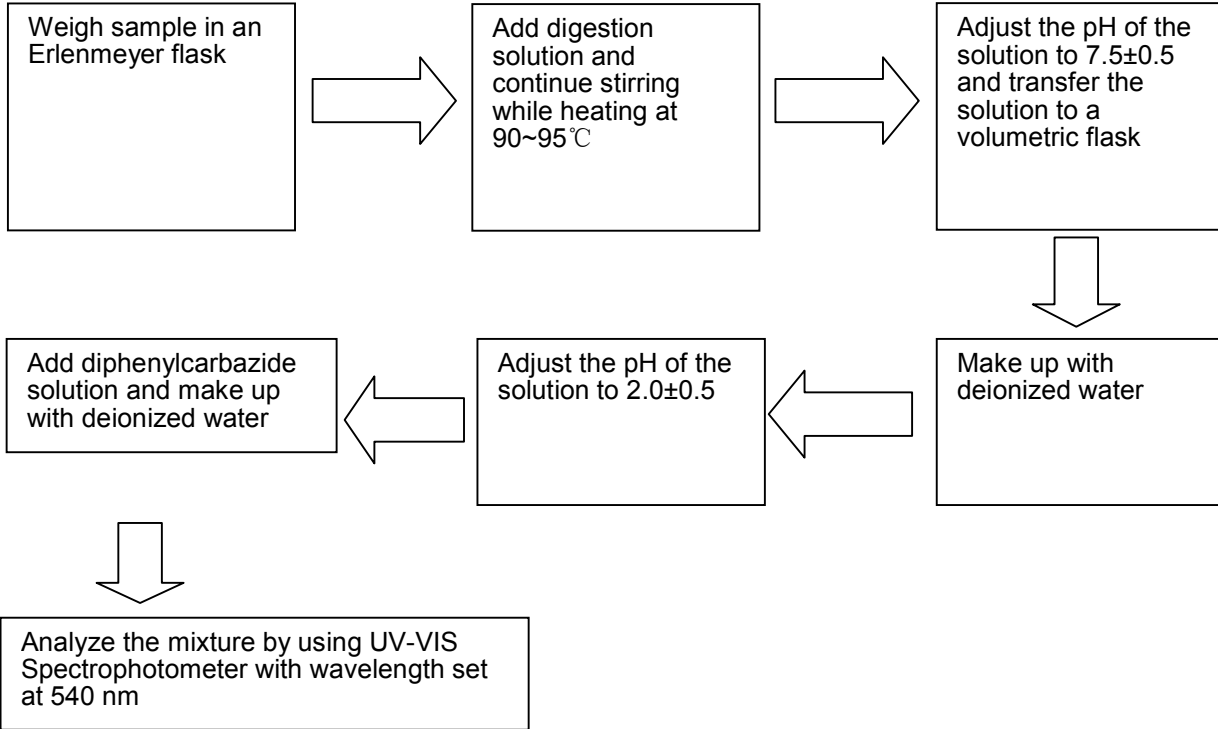 Weigh sample in an
Erlenmeyer flask
Add digestion
solution and
continue stirring
while heating at
90~95℃
Adjust the pH of the
solution to 7.5±0.5
and transfer the
solution to a
volumetric flask
Make up with
deionized water
Adjust the pH of the
solution to 2.0±0.5
Add diphenylcarbazide
solution and make up
with deionized water
Analyze the mixture by using UV-VIS
Spectrophotometer with wavelength set
at 540 nm